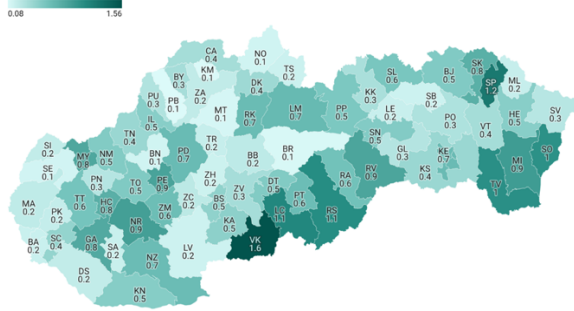 0.08 1.56
CA
0.4
NO
0.1
KM
0.1
TS
0.2
BY
0.3
DK
0.4
SL
0.6
BJ
0.5
SK
0.8
SP
1.2
ML
0.2
PU
0.3
PB
0.1
ZA
0.2
MT
0.1
RK
0.7
LM
0.7
PP
0.5
KK
0.3
LE
0.2
SB
0.2
PO
0.3
VT
0.4
HE
0.5
SV
0.3
IL
0.5
TN
0.4
TR
0.2
SI
0.2
MY
0.8
NM
0.5
BN
0.1
PD
0.7
BB
0.2
BR
0.1
SN
0.5
GL
0.3
KE
0.7
KS
0.4
MI
0.9
SO
1
TV
1
SE
0.1
PN
0.3
TO
0.5
PE
0.9
ZH
0.2
ZV
0.3
DT
0.5
PT
0.6
RA
0.6
RV
0.9
MA
0.2
PK
0.2
TT
0.6
HC
0.8
ZM
0.6
ZC
0.2
BS
0.5
KA
0.5
LC
1.1
RS
1.1
NR
0.9
BA
0.2
SC
0.4
GA
0.8
SA
0.2
LV
0.2
VK
1.6
DS
0.2
NZ
0.7
KN
0.5